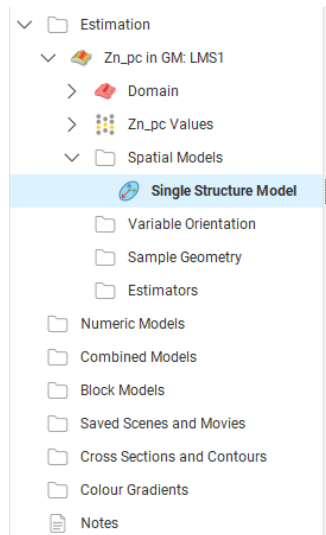 Estimation
Zn_pc in GM: LMS1
Domain
Zn_pc Values
Spatial Models
Single Structure Model
Variable Orientation
Sample Geometry
Estimators
Numeric Models
Combined Models
Block Models
Saved Scenes and Movies
Cross Sections and Contours
Colour Gradients
Notes